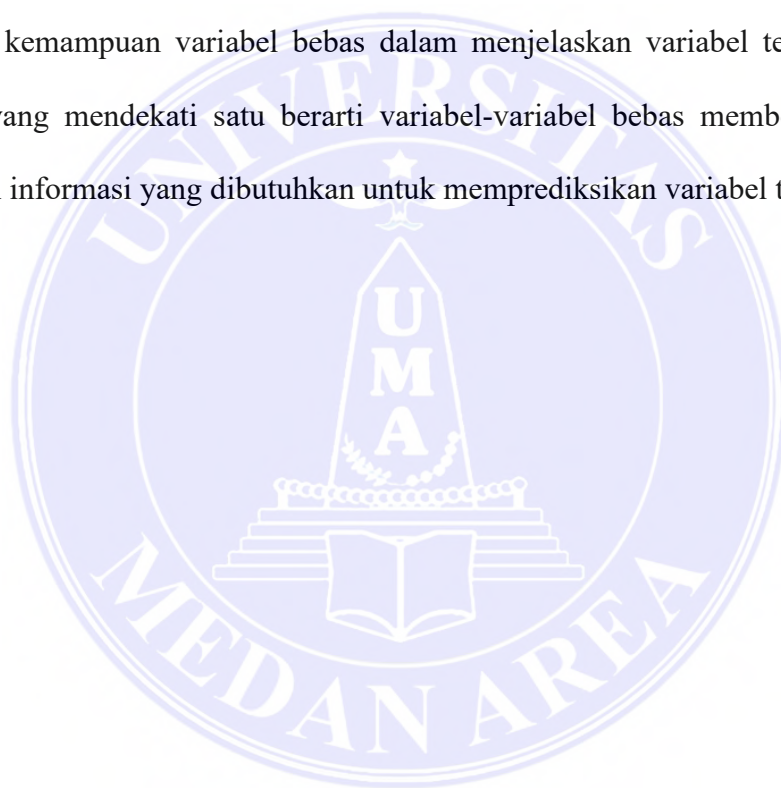 kemampuan variabel bebas dalam menjelaskan variabel te
yang mendekati satu berarti variabel-variabel bebas memb
informasi yang dibutuhkan untuk memprediksikan variabel t
UNIVERSITAS
U
M
A
MEDAN AREA